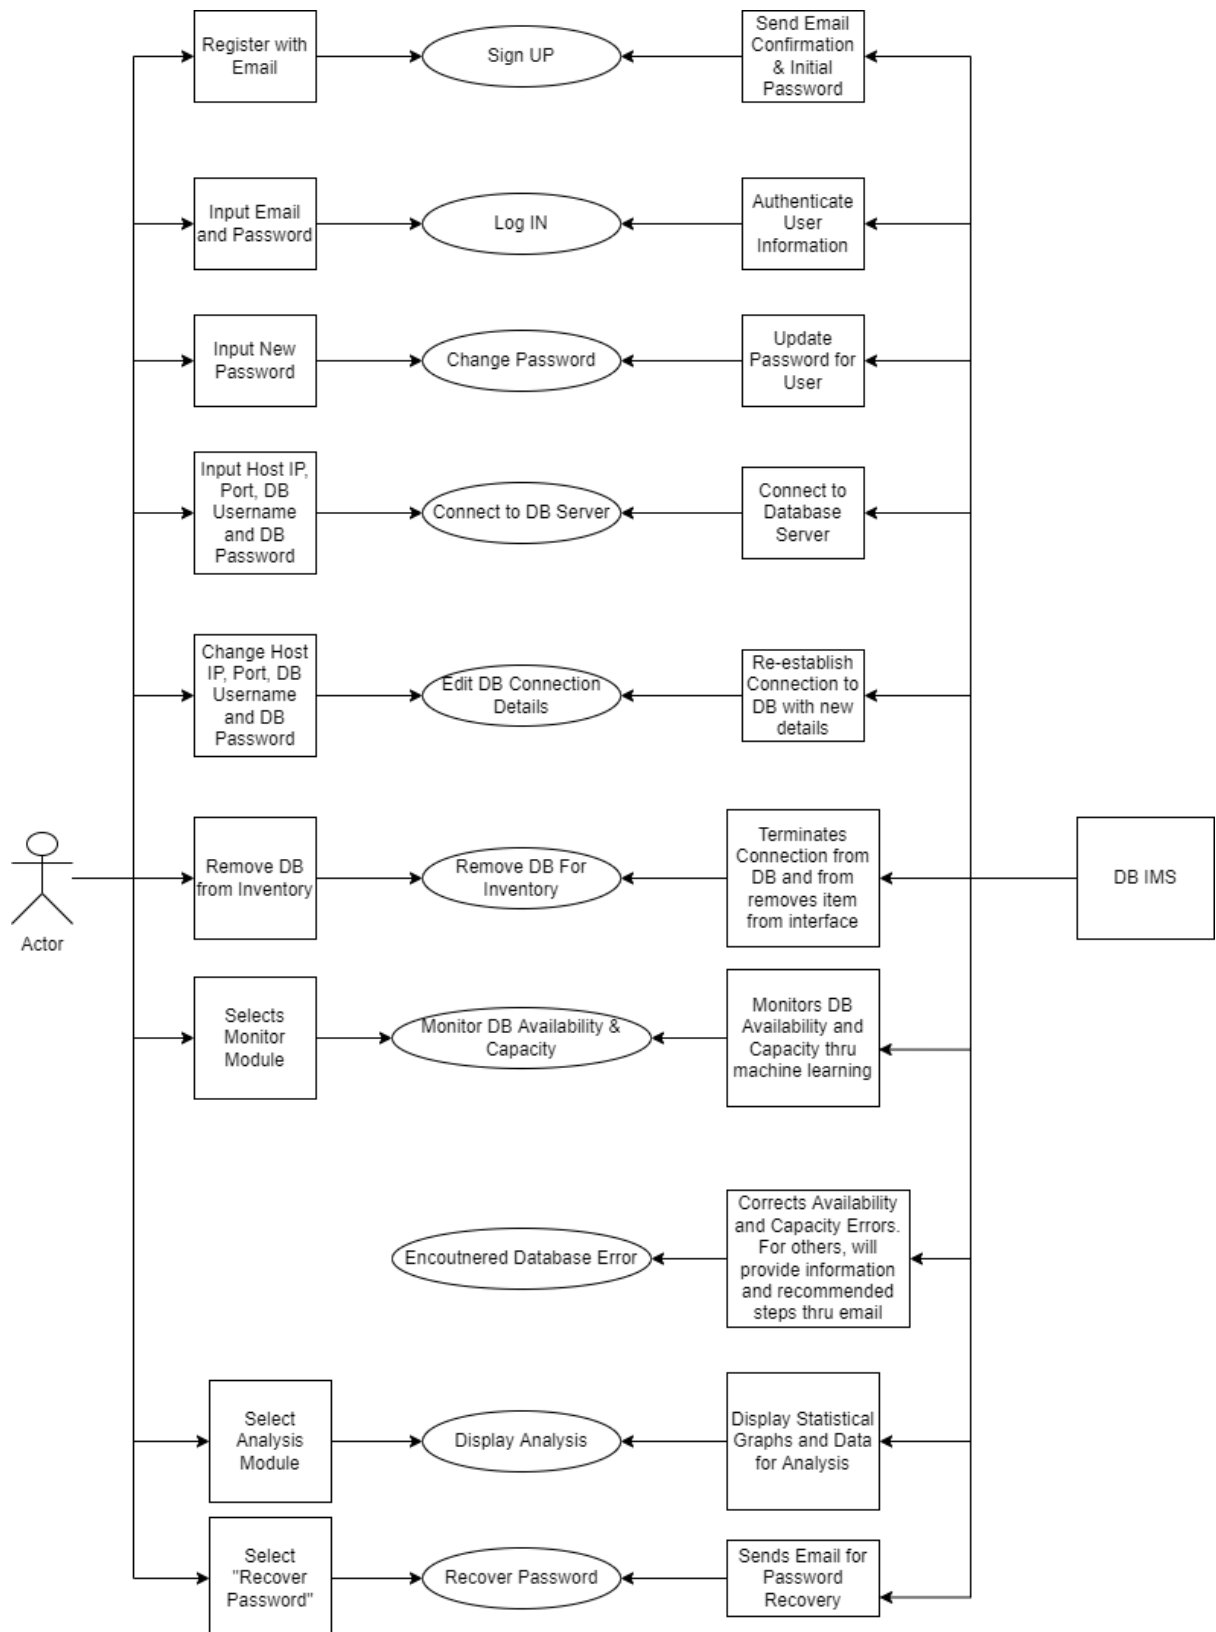 Register with
Email
Sign UP
Send Email
Confirmation
& Initial
Password
Input Email
and Password
Log IN
Authenticate
User
Information
Input New
Password
Change Password
Update
Password for
User
Input Host IP,
Port, DB
Username
and DB
Password
Connect to DB Server
Connect to
Database
Server
Change Host
IP, Port, DB
Username
and DB
Password
Edit DB Connection
Details
Re-establish
Connection to
DB with new
details
Actor
Remove DB
from Inventory
Remove DB For
Inventory
Terminates
Connection from
DB and from
removes item
from interface
DB IMS
Selects
Monitor
Module
Monitor DB Availability &
Capacity
Monitors DB
Availability and
Capacity thru
machine learning
Encoutnered Database Error
Corrects Availability
and Capacity Errors.
For others, will
provide information
and recommended
steps thru email
Select
Analysis
Module
Display Analysis
Display Statistical
Graphs and Data
for Analysis
Select
"Recover
Password"
Recover Password
Sends Email for
Password
Recovery